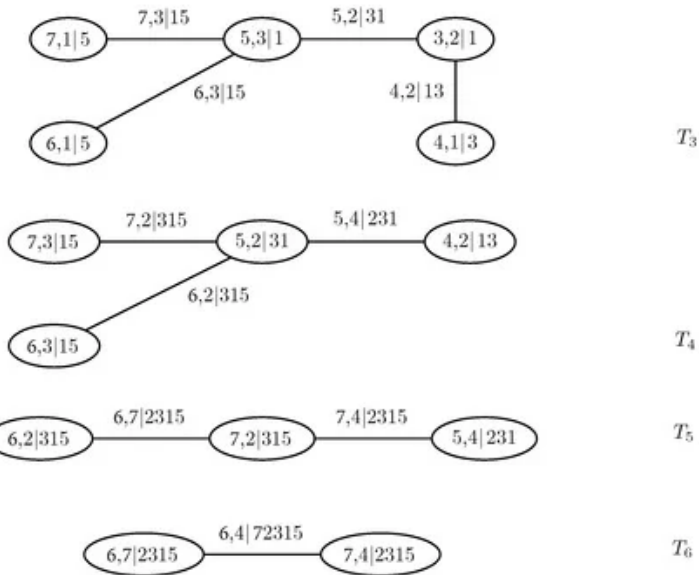 7,3|15 5,2|31
7,1|5 5,3|1 3,2|1
6,3|15 4,2|13
6,1|5 4,1|3 T₃
7,2|315 5,4|231
7,3|15 5,2|31 4,2|13
6,2|315
6,3|15 T₄
6,7|2315 7,4|2315
6,2|315 7,2|315 5,4|231 T₅
6,4|72315
6,7|2315 7,4|2315 T₆